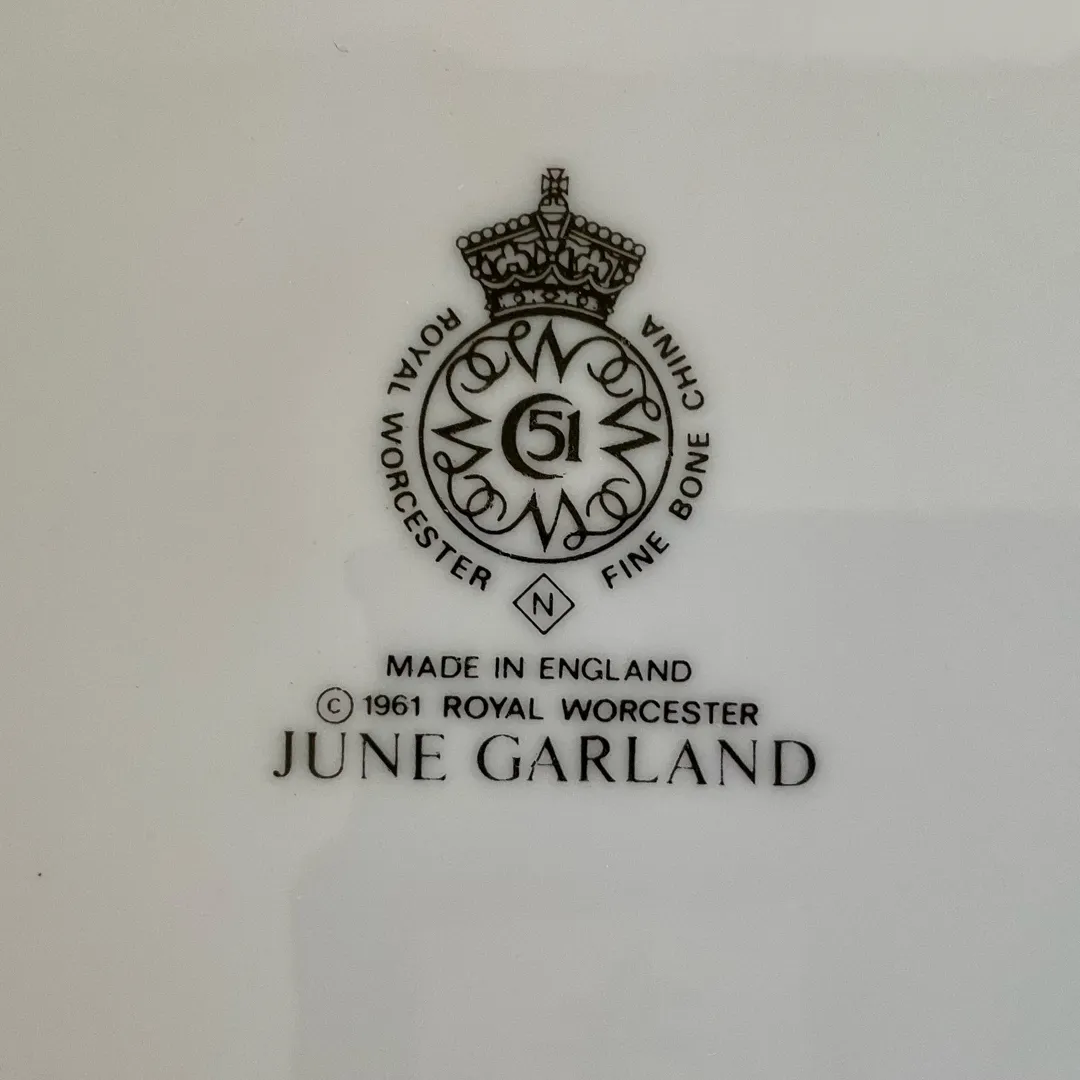 ROYAL WORCESTER FINE BONE CHINA
C 51
N
MADE IN ENGLAND
© 1961 ROYAL WORCESTER
JUNE GARLAND